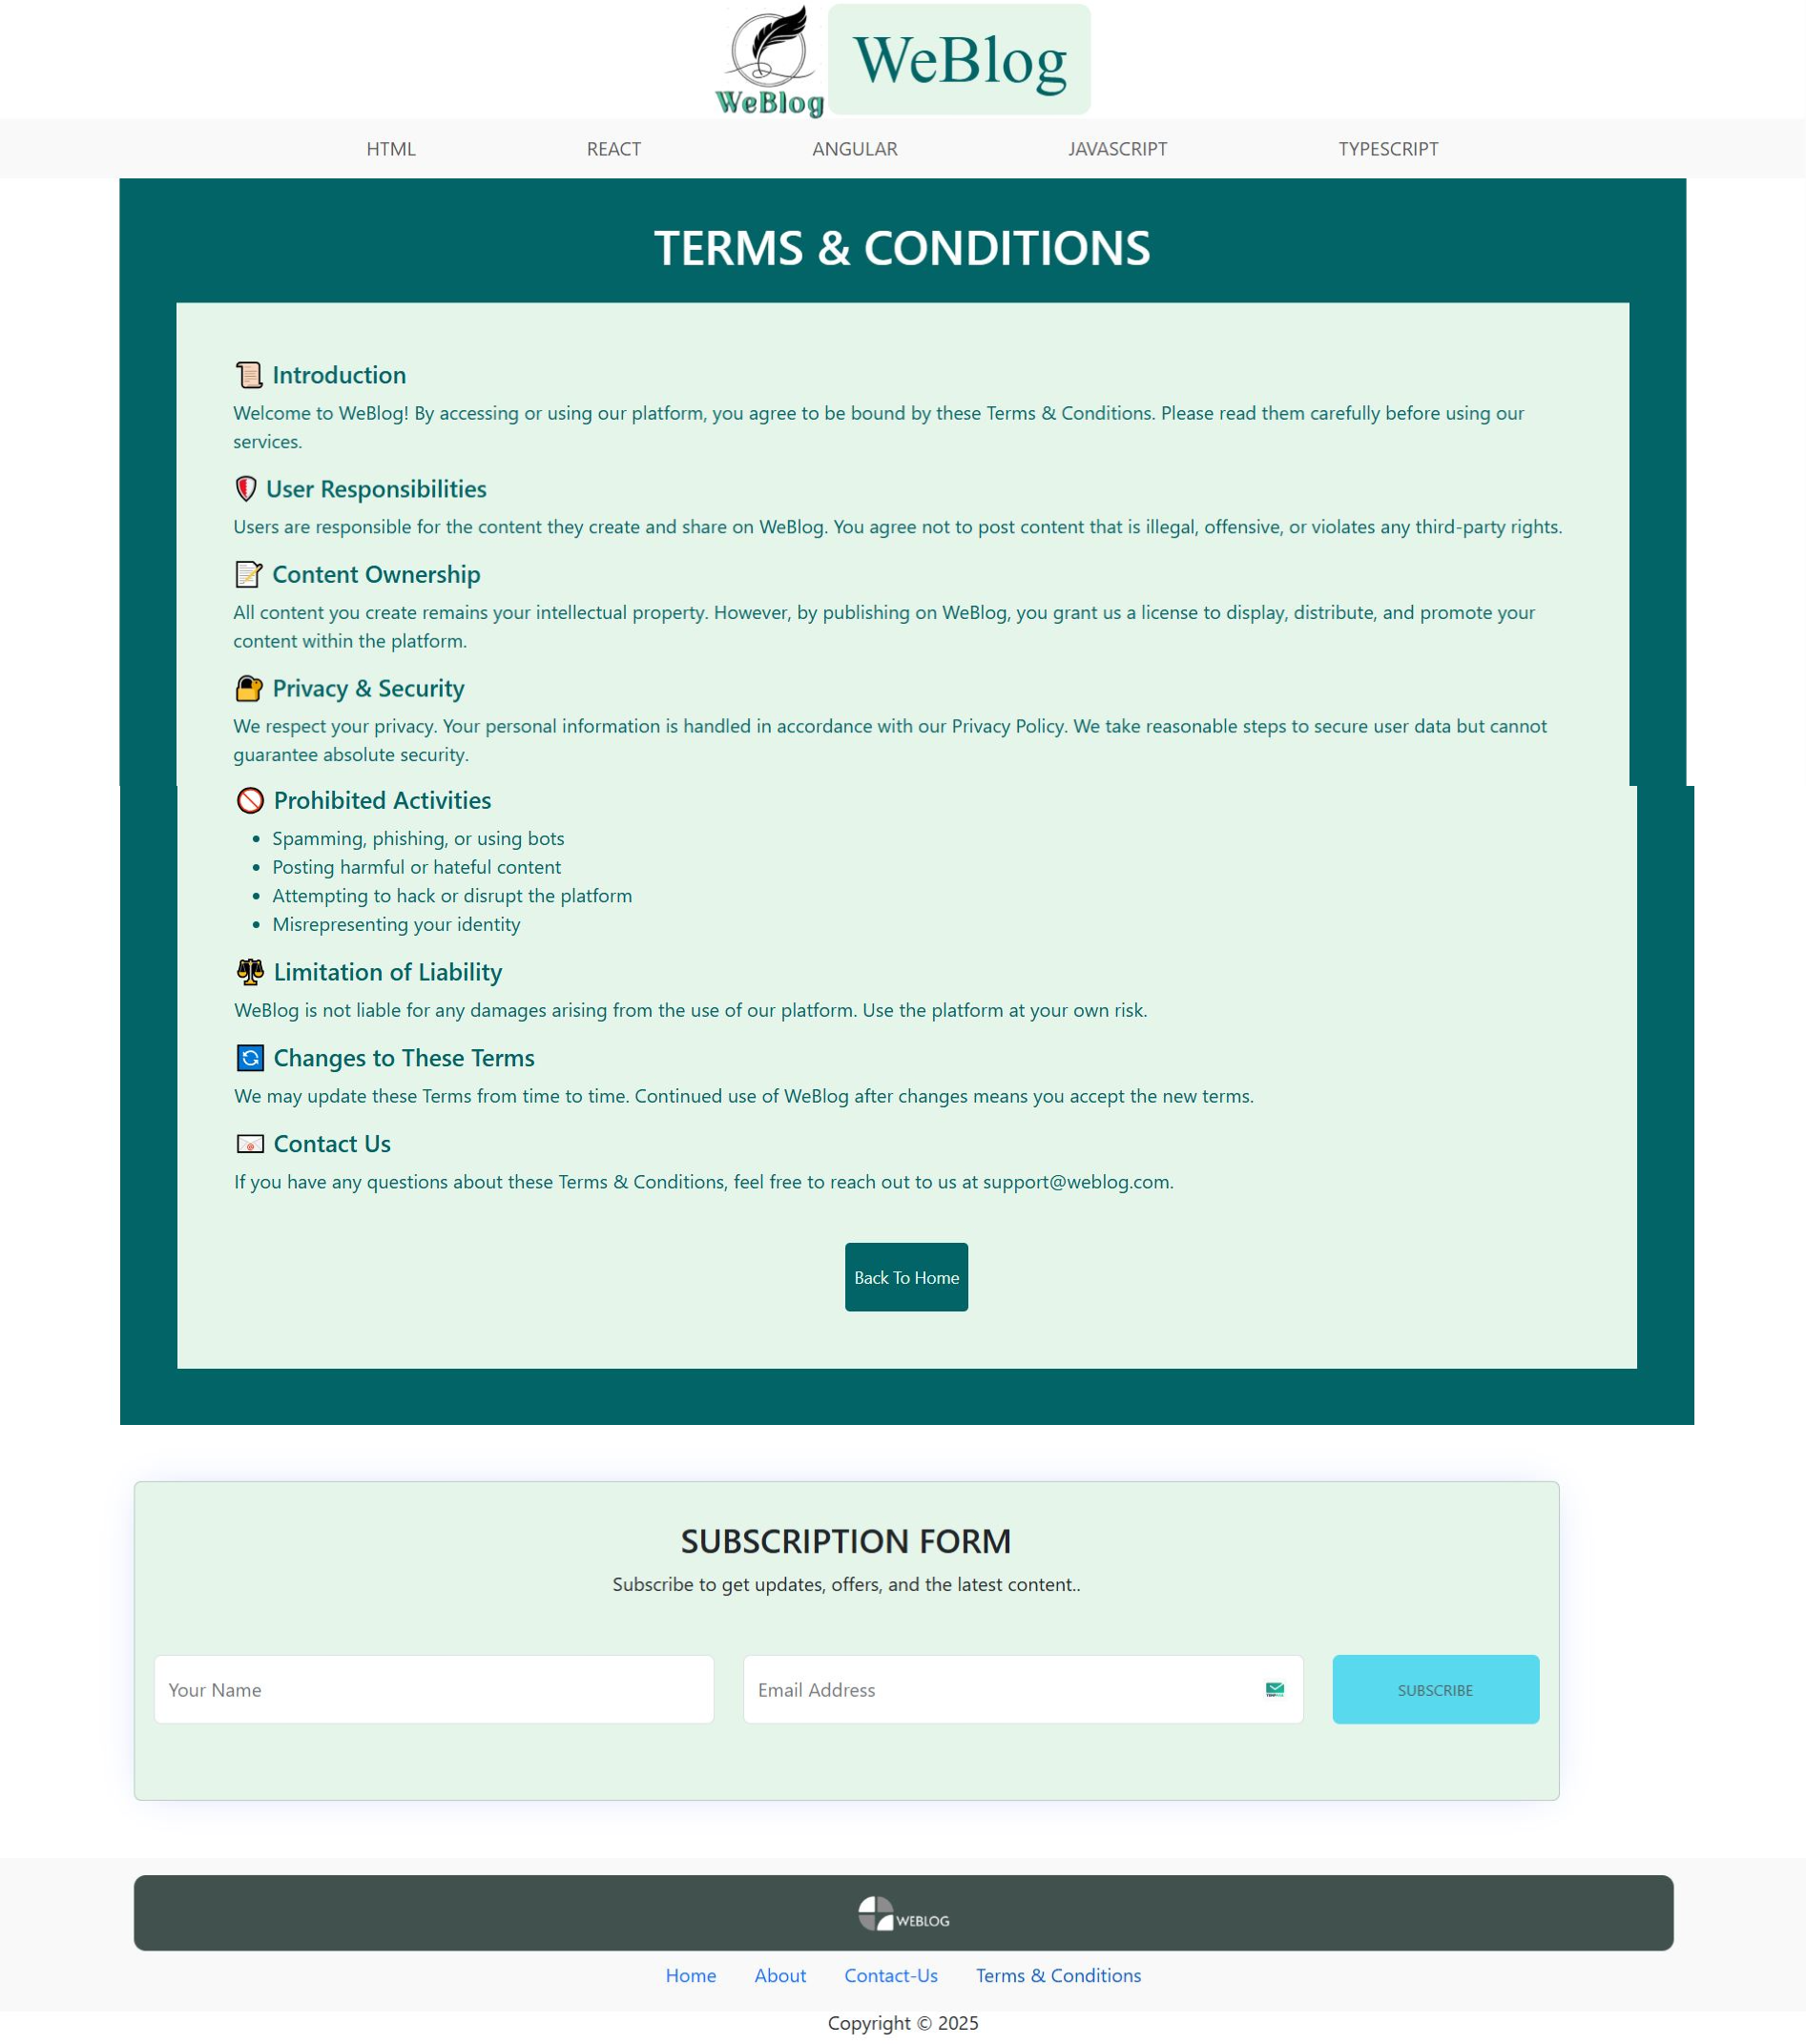 WeBlog
WeBlog
HTML REACT ANGULAR JAVASCRIPT TYPESCRIPT
TERMS & CONDITIONS
Introduction
Welcome to WeBlog! By accessing or using our platform, you agree to be bound by these Terms & Conditions. Please read them carefully before using our
services.
User Responsibilities
Users are responsible for the content they create and share on WeBlog. You agree not to post content that is illegal, offensive, or violates any third-party rights.
Content Ownership
All content you create remains your intellectual property. However, by publishing on WeBlog, you grant us a license to display, distribute, and promote your
content within the platform.
Privacy & Security
We respect your privacy. Your personal information is handled in accordance with our Privacy Policy. We take reasonable steps to secure user data but cannot
guarantee absolute security.
Prohibited Activities
• Spamming, phishing, or using bots
• Posting harmful or hateful content
• Attempting to hack or disrupt the platform
• Misrepresenting your identity
Limitation of Liability
WeBlog is not liable for any damages arising from the use of our platform. Use the platform at your own risk.
Changes to These Terms
We may update these Terms from time to time. Continued use of WeBlog after changes means you accept the new terms.
Contact Us
If you have any questions about these Terms & Conditions, feel free to reach out to us at support@weblog.com.
Back To Home
SUBSCRIPTION FORM
Subscribe to get updates, offers, and the latest content..
Your Name
Email Address
SUBSCRIBE
WEBLOG
Home About Contact-Us Terms & Conditions
Copyright © 2025